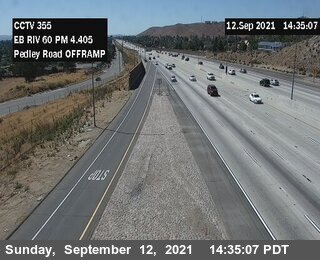 CCTV 355
EB RIV 60 PM 4.405
Pedley Road OFFRAMP
12.Sep 2021 14:35:07
STOP
Sunday, September 12, 2021 14:35:07 PDT